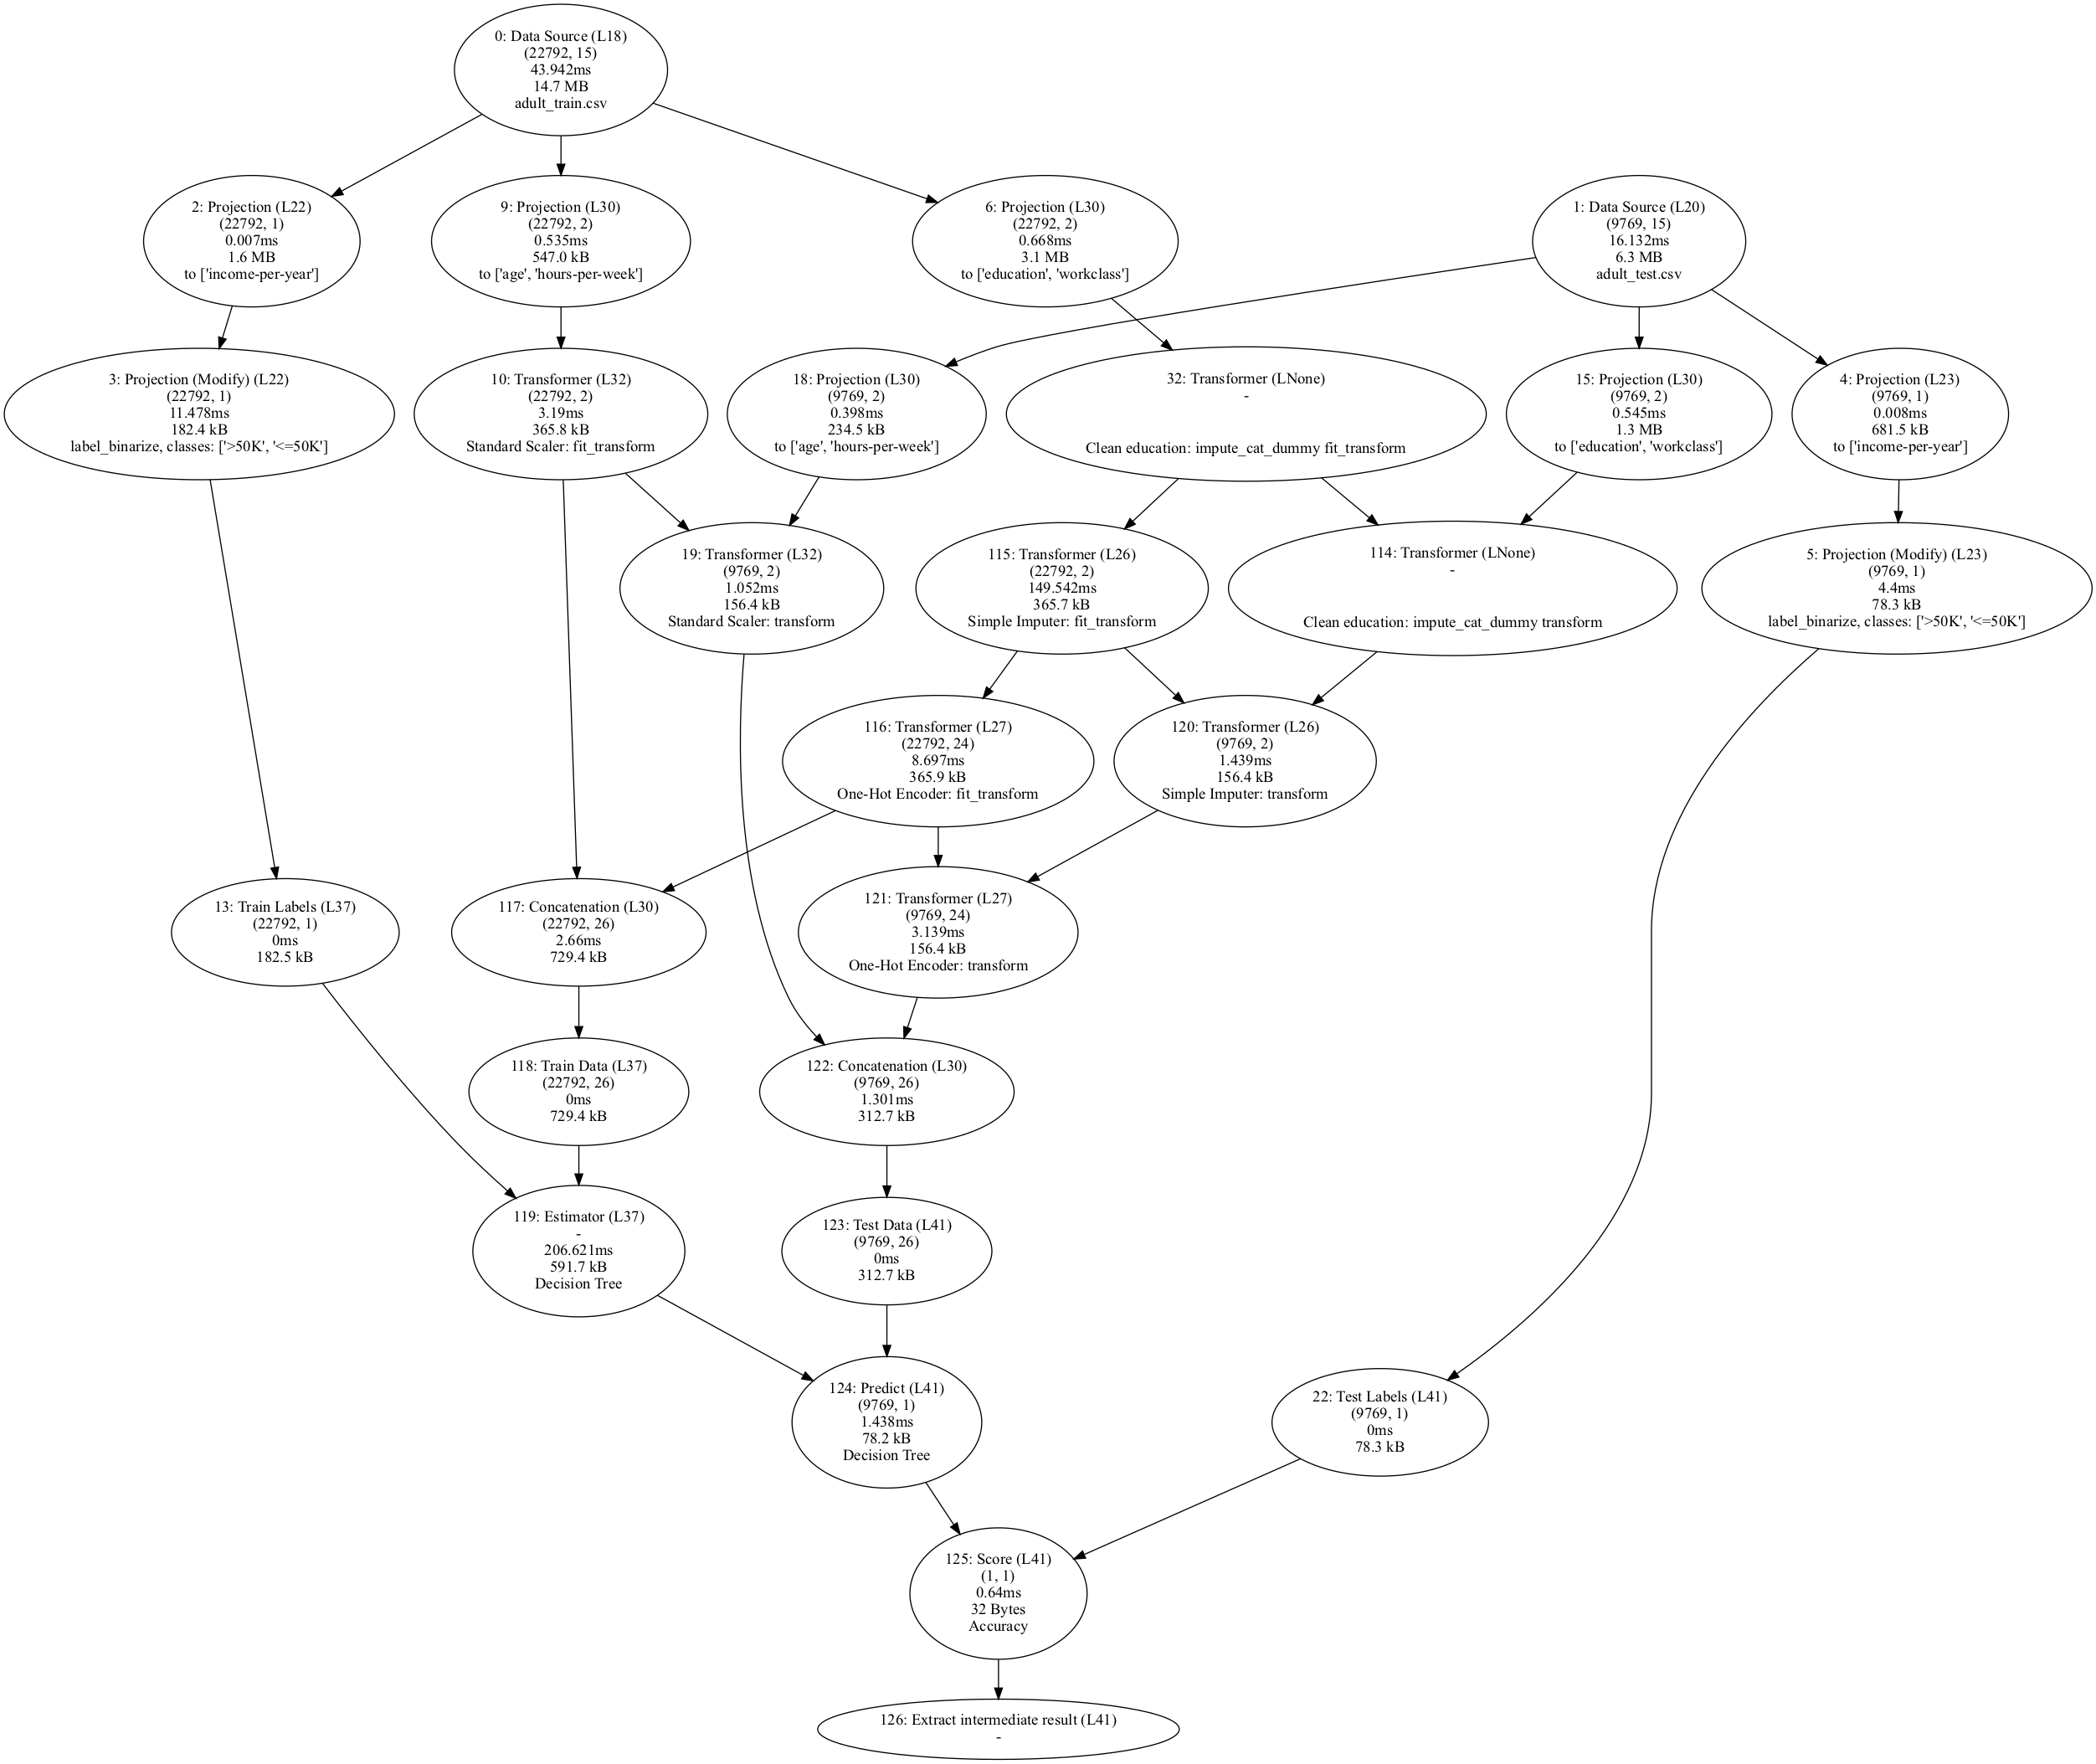 0: Data Source (L18)
(22792, 15)
43.942ms
14.7 MB
adult_train.csv
2: Projection (L22)
(22792, 1)
0.007ms
1.6 MB
to ['income-per-year']
9: Projection (L30)
(22792, 2)
0.535ms
547.0 kB
to ['age', 'hours-per-week']
6: Projection (L30)
(22792, 2)
0.668ms
3.1 MB
to ['education', 'workclass']
1: Data Source (L20)
(9769, 15)
16.132ms
6.3 MB
adult_test.csv
3: Projection (Modify) (L22)
(22792, 1)
11.478ms
182.4 kB
label_binarize, classes: ['>50K', '<=50K']
10: Transformer (L32)
(22792, 2)
3.19ms
365.8 kB
Standard Scaler: fit_transform
18: Projection (L30)
(9769, 2)
0.398ms
234.5 kB
to ['age', 'hours-per-week']
32: Transformer (LNone)
-
Clean education: impute_cat_dummy fit_transform
15: Projection (L30)
(9769, 2)
0.545ms
1.3 MB
to ['education', 'workclass']
4: Projection (L23)
(9769, 1)
0.008ms
681.5 kB
to ['income-per-year']
19: Transformer (L32)
(9769, 2)
1.052ms
156.4 kB
Standard Scaler: transform
115: Transformer (L26)
(22792, 2)
149.542ms
365.7 kB
Simple Imputer: fit_transform
114: Transformer (LNone)
-
Clean education: impute_cat_dummy transform
5: Projection (Modify) (L23)
(9769, 1)
4.4ms
78.3 kB
label_binarize, classes: ['>50K', '<=50K']
116: Transformer (L27)
(22792, 24)
8.697ms
365.9 kB
One-Hot Encoder: fit_transform
120: Transformer (L26)
(9769, 2)
1.439ms
156.4 kB
Simple Imputer: transform
13: Train Labels (L37)
(22792, 1)
0ms
182.5 kB
117: Concatenation (L30)
(22792, 26)
2.66ms
729.4 kB
121: Transformer (L27)
(9769, 24)
3.139ms
156.4 kB
One-Hot Encoder: transform
118: Train Data (L37)
(22792, 26)
0ms
729.4 kB
122: Concatenation (L30)
(9769, 26)
1.301ms
312.7 kB
119: Estimator (L37)
-
206.621ms
591.7 kB
Decision Tree
123: Test Data (L41)
(9769, 26)
0ms
312.7 kB
124: Predict (L41)
(9769, 1)
1.438ms
78.2 kB
Decision Tree
22: Test Labels (L41)
(9769, 1)
0ms
78.3 kB
125: Score (L41)
(1, 1)
0.64ms
32 Bytes
Accuracy
126: Extract intermediate result (L41)
-